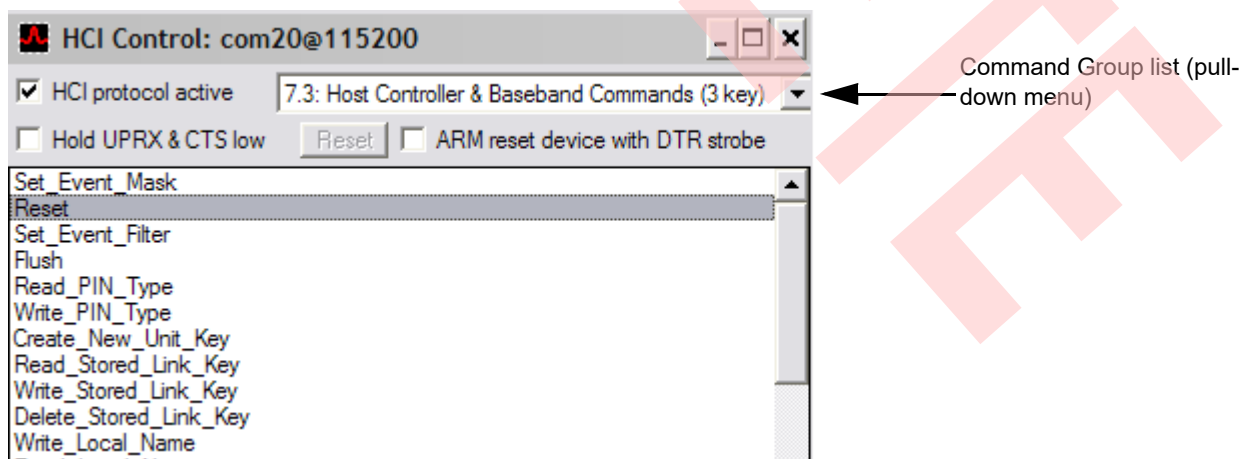 HCI Control: com20@115200
HCI protocol active
7.3: Host Controller & Baseband Commands (3 key)
Command Group list (pull-
down menu)
Hold UPRX & CTS low
Reset
ARM reset device with DTR strobe
Set_Event_Mask
Reset
Set_Event_Filter
Flush
Read_PIN_Type
Write_PIN_Type
Create_New_Unit_Key
Read_Stored_Link_Key
Write_Stored_Link_Key
Delete_Stored_Link_Key
Write_Local_Name